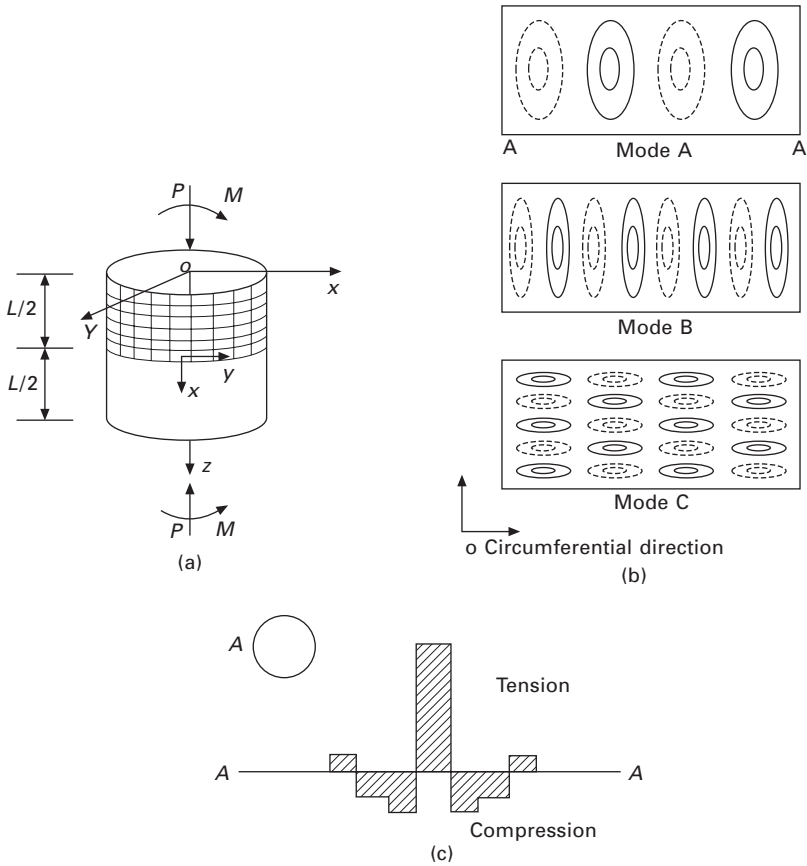 P
M
o
x
Y
L/2
L/2
y
x
z
P
M
(a)
A
A
Mode A
Mode B
Mode C
o Circumferential direction
(b)
A
Tension
A
A
Compression
(c)